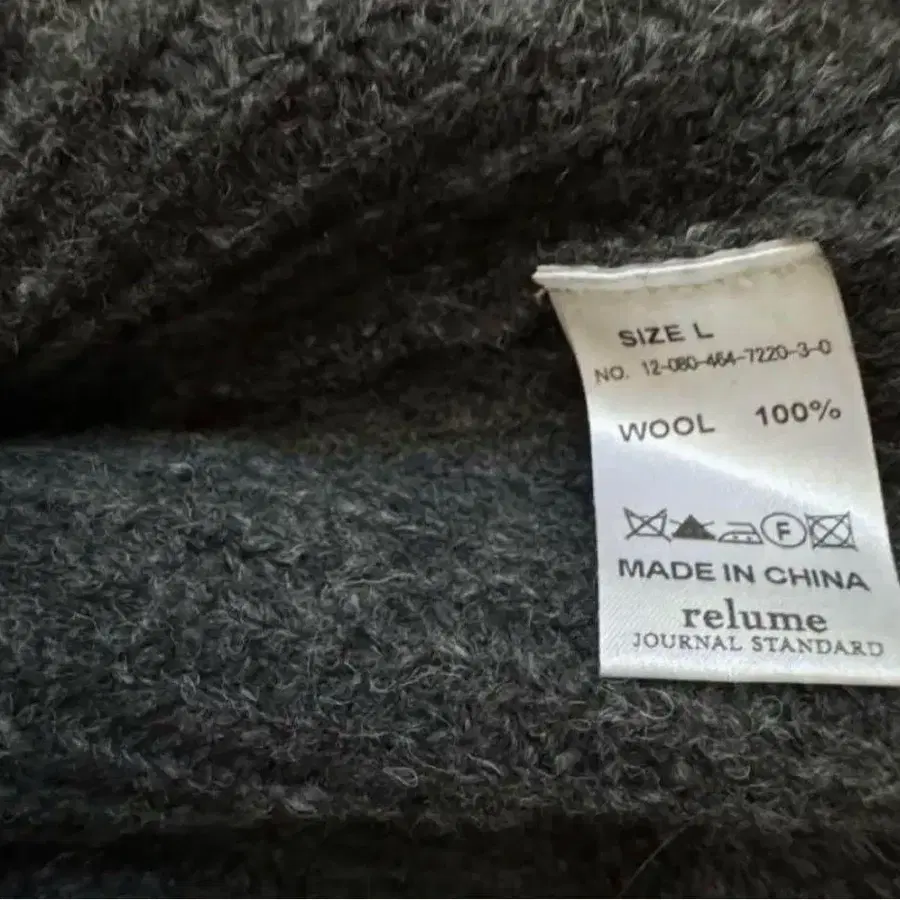 SIZE L
NO. 12-080-464-7220-3-0
WOOL 100%
F
MADE IN CHINA
relume
JOURNAL STANDARD